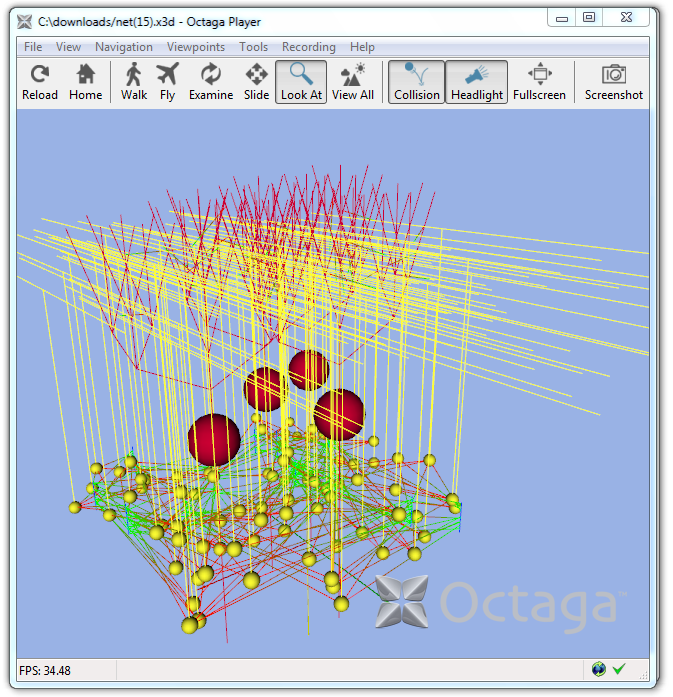 C:\downloads/net(15).x3d - Octaga Player
File View Navigation Viewpoints Tools Recording Help
Reload Home Walk Fly Examine Slide Look At View All Collision Headlight Fullscreen Screenshot
Octaga™
FPS: 34.48